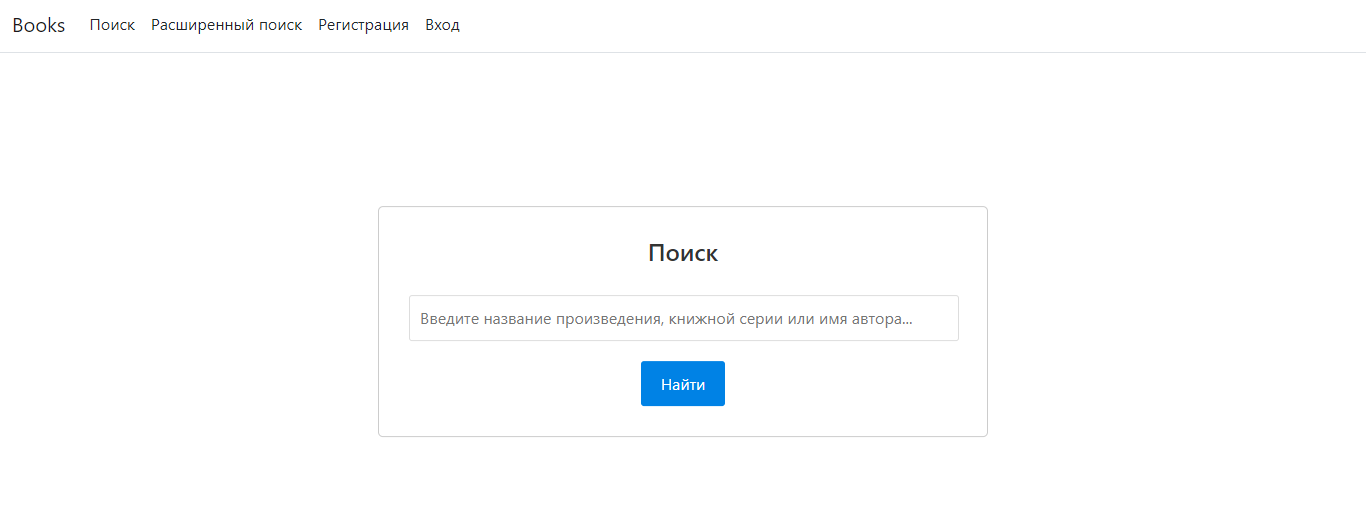 Books Поиск Расширенный поиск Регистрация Вход
Поиск
Введите название произведения, книжной серии или имя автора...
Найти